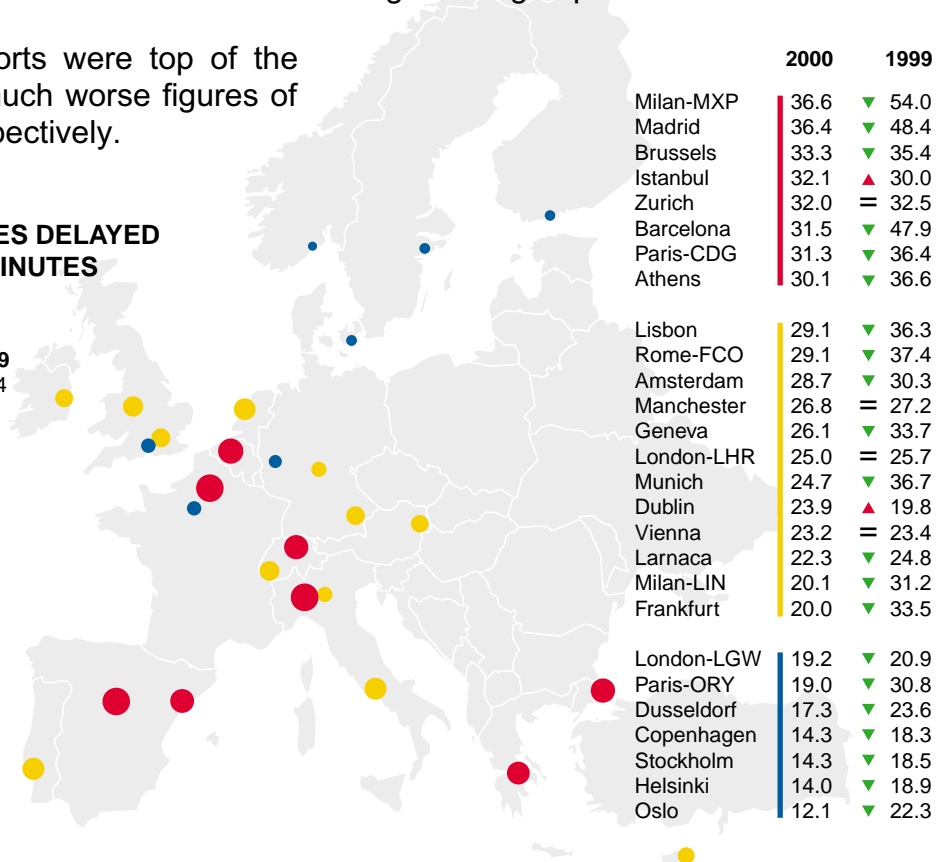 orts were top of the
uch worse figures of
pectively.
ES DELAYED
INUTES
9
4
2000 1999
Milan-MXP 36.6 ▼ 54.0
Madrid 36.4 ▼ 48.4
Brussels 33.3 ▼ 35.4
Istanbul 32.1 ▲ 30.0
Zurich 32.0 = 32.5
Barcelona 31.5 ▼ 47.9
Paris-CDG 31.3 ▼ 36.4
Athens 30.1 ▼ 36.6
Lisbon 29.1 ▼ 36.3
Rome-FCO 29.1 ▼ 37.4
Amsterdam 28.7 ▼ 30.3
Manchester 26.8 = 27.2
Geneva 26.1 ▼ 33.7
London-LHR 25.0 = 25.7
Munich 24.7 ▼ 36.7
Dublin 23.9 ▲ 19.8
Vienna 23.2 = 23.4
Larnaca 22.3 ▼ 24.8
Milan-LIN 20.1 ▼ 31.2
Frankfurt 20.0 ▼ 33.5
London-LGW 19.2 ▼ 20.9
Paris-ORY 19.0 ▼ 30.8
Dusseldorf 17.3 ▼ 23.6
Copenhagen 14.3 ▼ 18.3
Stockholm 14.3 ▼ 18.5
Helsinki 14.0 ▼ 18.9
Oslo 12.1 ▼ 22.3